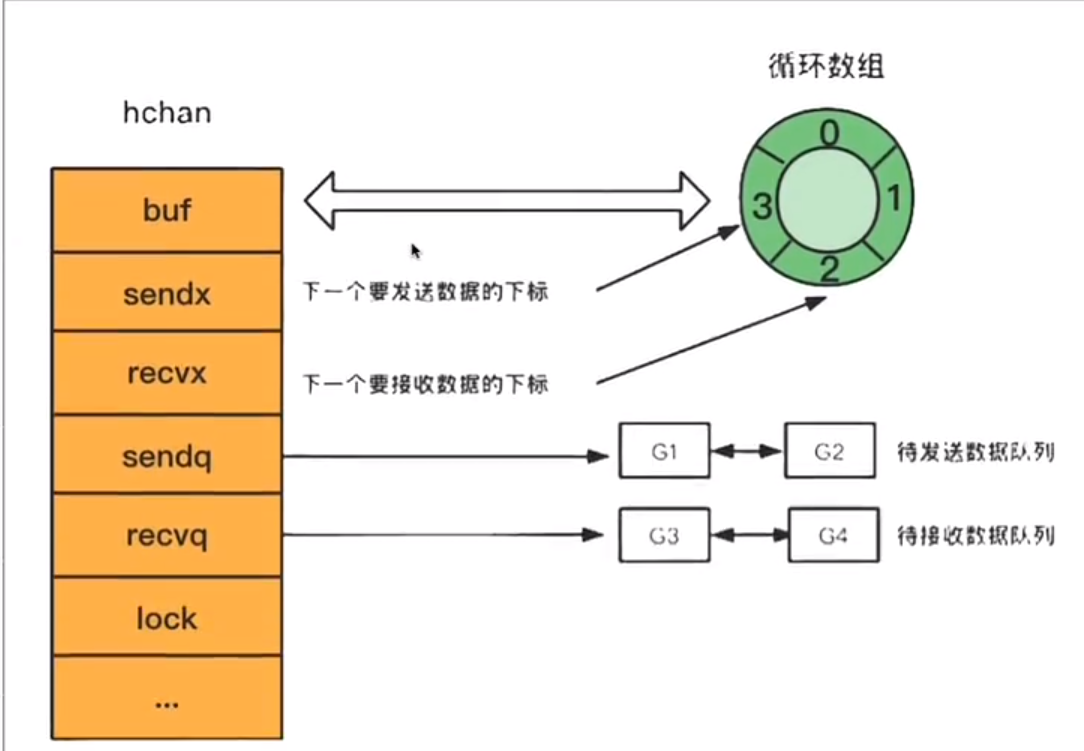 循环数组
hchan
0
1
2
3
buf
sendx
下一个要发送数据的下标
recvx
下一个要接收数据的下标
sendq
G1
G2
待发送数据队列
recvq
G3
G4
待接收数据队列
lock
...